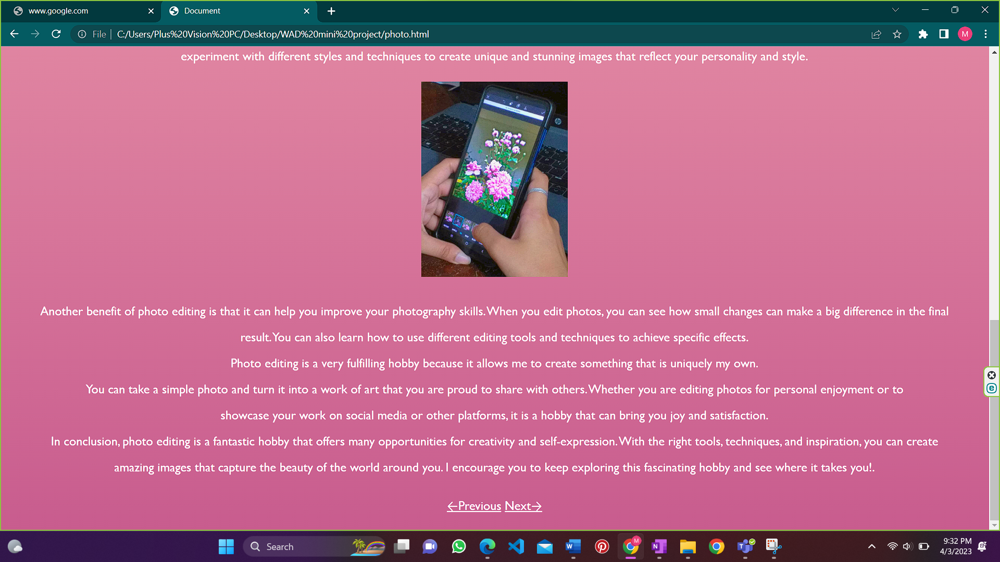 www.google.com
Document
File
C:/Users/Plus%20Vision%20PC/Desktop/WAD%20mini%20project/photo.html
M
experiment with different styles and techniques to create unique and stunning images that reflect your personality and style.
hp
Another benefit of photo editing is that it can help you improve your photography skills. When you edit photos, you can see how small changes can make a big difference in the final
result. You can also learn how to use different editing tools and techniques to achieve specific effects.
Photo editing is a very fulfilling hobby because it allows me to create something that is uniquely my own.
You can take a simple photo and turn it into a work of art that you are proud to share with others. Whether you are editing photos for personal enjoyment or to
showcase your work on social media or other platforms, it is a hobby that can bring you joy and satisfaction.
In conclusion, photo editing is a fantastic hobby that offers many opportunities for creativity and self-expression. With the right tools, techniques, and inspiration, you can create
amazing images that capture the beauty of the world around you. I encourage you to keep exploring this fascinating hobby and see where it takes you!.
←Previous Next→
Search
M
9:32 PM
4/3/2023